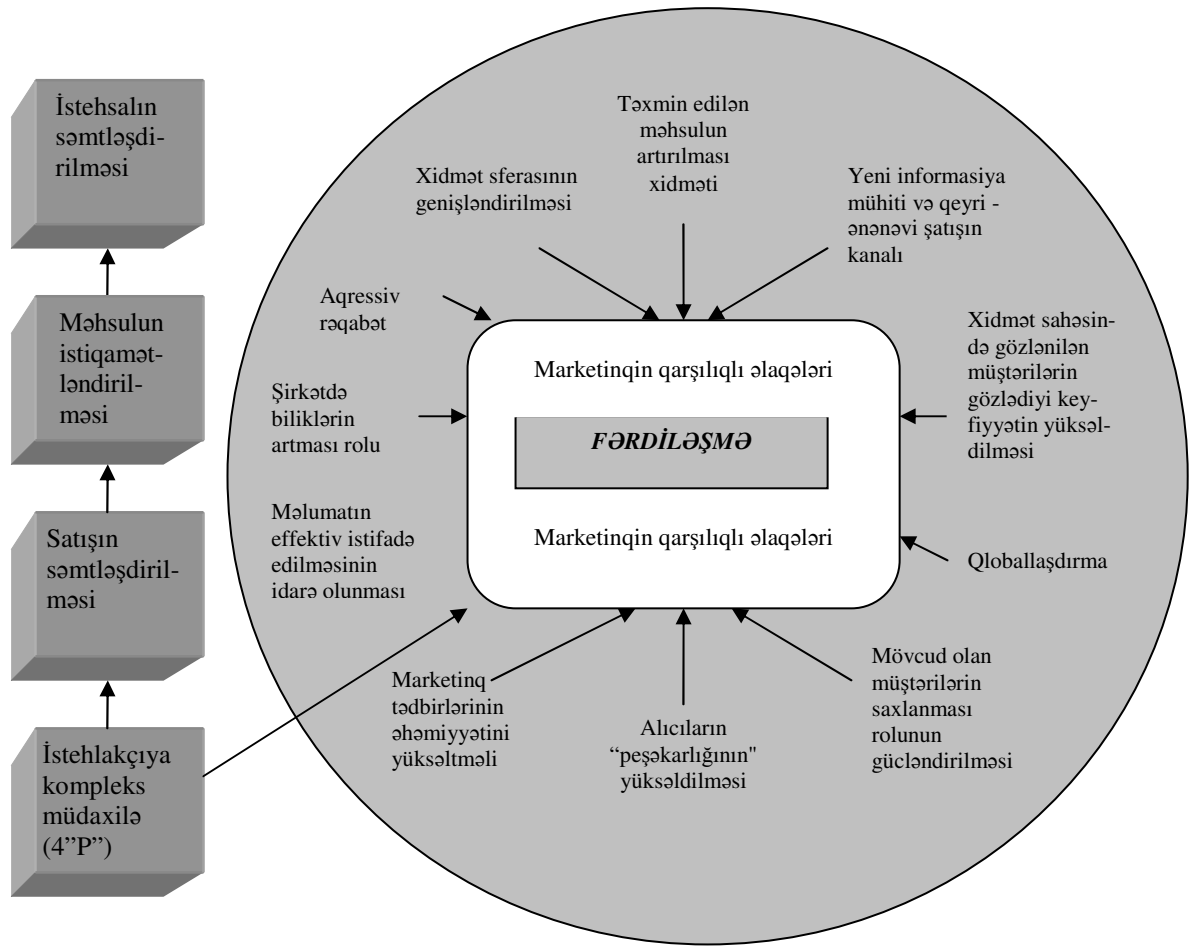 İstehsalın
səmtləşdi-
rilməsi
Məhsulun
istiqamət-
ləndiril-
məsi
Satışın
səmtləşdiril-
məsi
İstehlakçıya
kompleks
müdaxilə
(4”P”)
Təxmin edilən
məhsulun
artırılması
xidməti
Xidmət sferasının
genişləndirilməsi
Yeni informasiya
mühiti və qeyri -
ənənəvi şatışın
kanalı
Aqressiv
rəqabət
Şirkətdə
biliklərin
artması rolu
Məlumatın
effektiv istifadə
edilməsinin
idarə olunması
Marketinqin qarşılıqlı əlaqələri
FƏRDİLƏŞMƏ
Marketinqin qarşılıqlı əlaqələri
Xidmət sahəsin-
də gözlənilən
müştərilərin
gözlədiyi key-
fiyyətin yüksəl-
dilməsi
Qloballaşdırma
Marketinq
tədbirlərinin
əhəmiyyətini
yüksəltməli
Alıcıların
“peşəkarlığının"
yüksəldilməsi
Mövcud olan
müştərilərin
saxlanması
rolunun
gücləndirilməsi